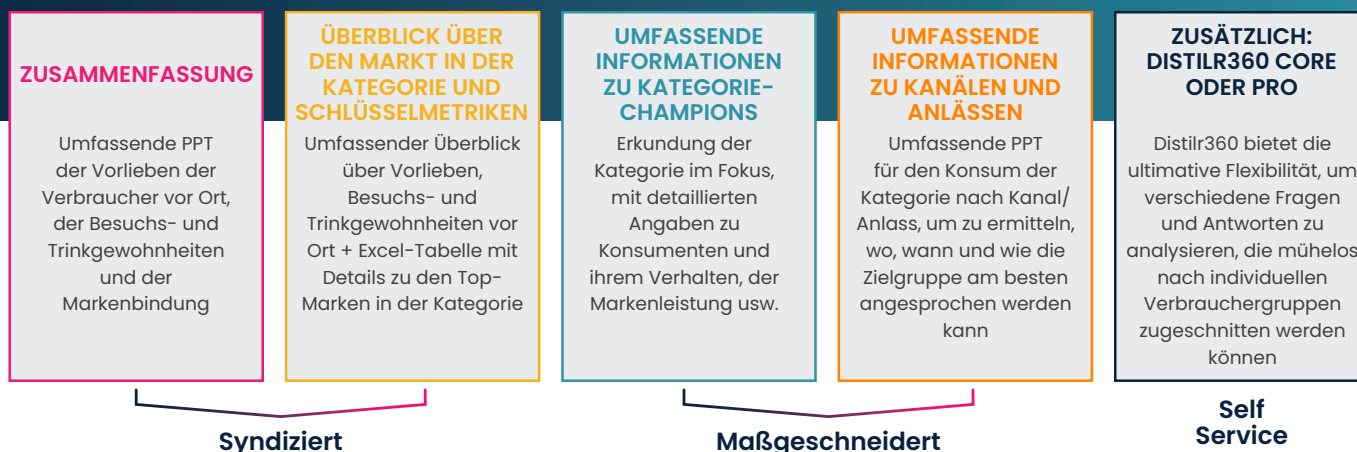 ZUSAMMENFASSUNG
Umfassende PPT
der Vorlieben der
Verbraucher vor Ort,
der Besuchs- und
Trinkgewohnheiten
und der
Markenbindung
ÜBERBLICK ÜBER
DEN MARKT IN DER
KATEGORIE UND
SCHLÜSSELMETRIKEN
Umfassender Überblick
über Vorlieben,
Besuchs- und
Trinkgewohnheiten vor
Ort + Excel-Tabelle mit
Details zu den Top-
Marken in der Kategorie
UMFASSENDE
INFORMATIONEN
ZU KATEGORIE-
CHAMPIONS
Erkundung der
Kategorie im Fokus,
mit detaillierten
Angaben zu
Konsumenten und
ihrem Verhalten, der
Markenleistung usw.
UMFASSENDE
INFORMATIONEN
ZU KANÄLEN UND
ANLÄSSEN
Umfassende PPT
für den Konsum der
Kategorie nach Kanal/
Anlass, um zu ermitteln,
wo, wann und wie die
Zielgruppe am besten
angesprochen werden
kann
ZUSÄTZLICH:
DISTILR360 CORE
ODER PRO
Distilr360 bietet die
ultimative Flexibilität, um
verschiedene Fragen
und Antworten zu
analysieren, die mühelos
nach individuellen
Verbrauchergruppen
zugeschnitten werden
können
Syndiziert
Maßgeschneidert
Self
Service